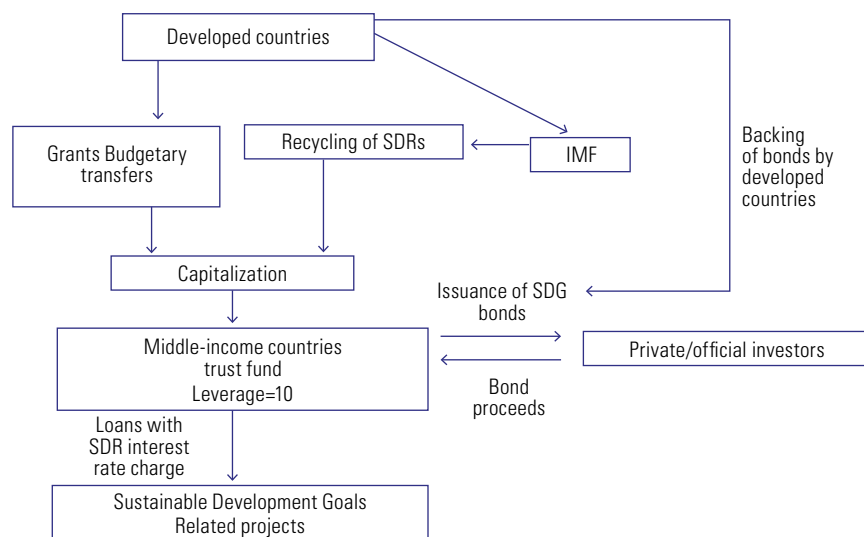 Developed countries
Grants Budgetary
transfers
Recycling of SDRs
IMF
Backing
of bonds by
developed
countries
Capitalization
Issuance of SDG
bonds
Middle-income countries
trust fund
Leverage=10
Private/official investors
Bond
proceeds
Loans with
SDR interest
rate charge
Sustainable Development Goals
Related projects